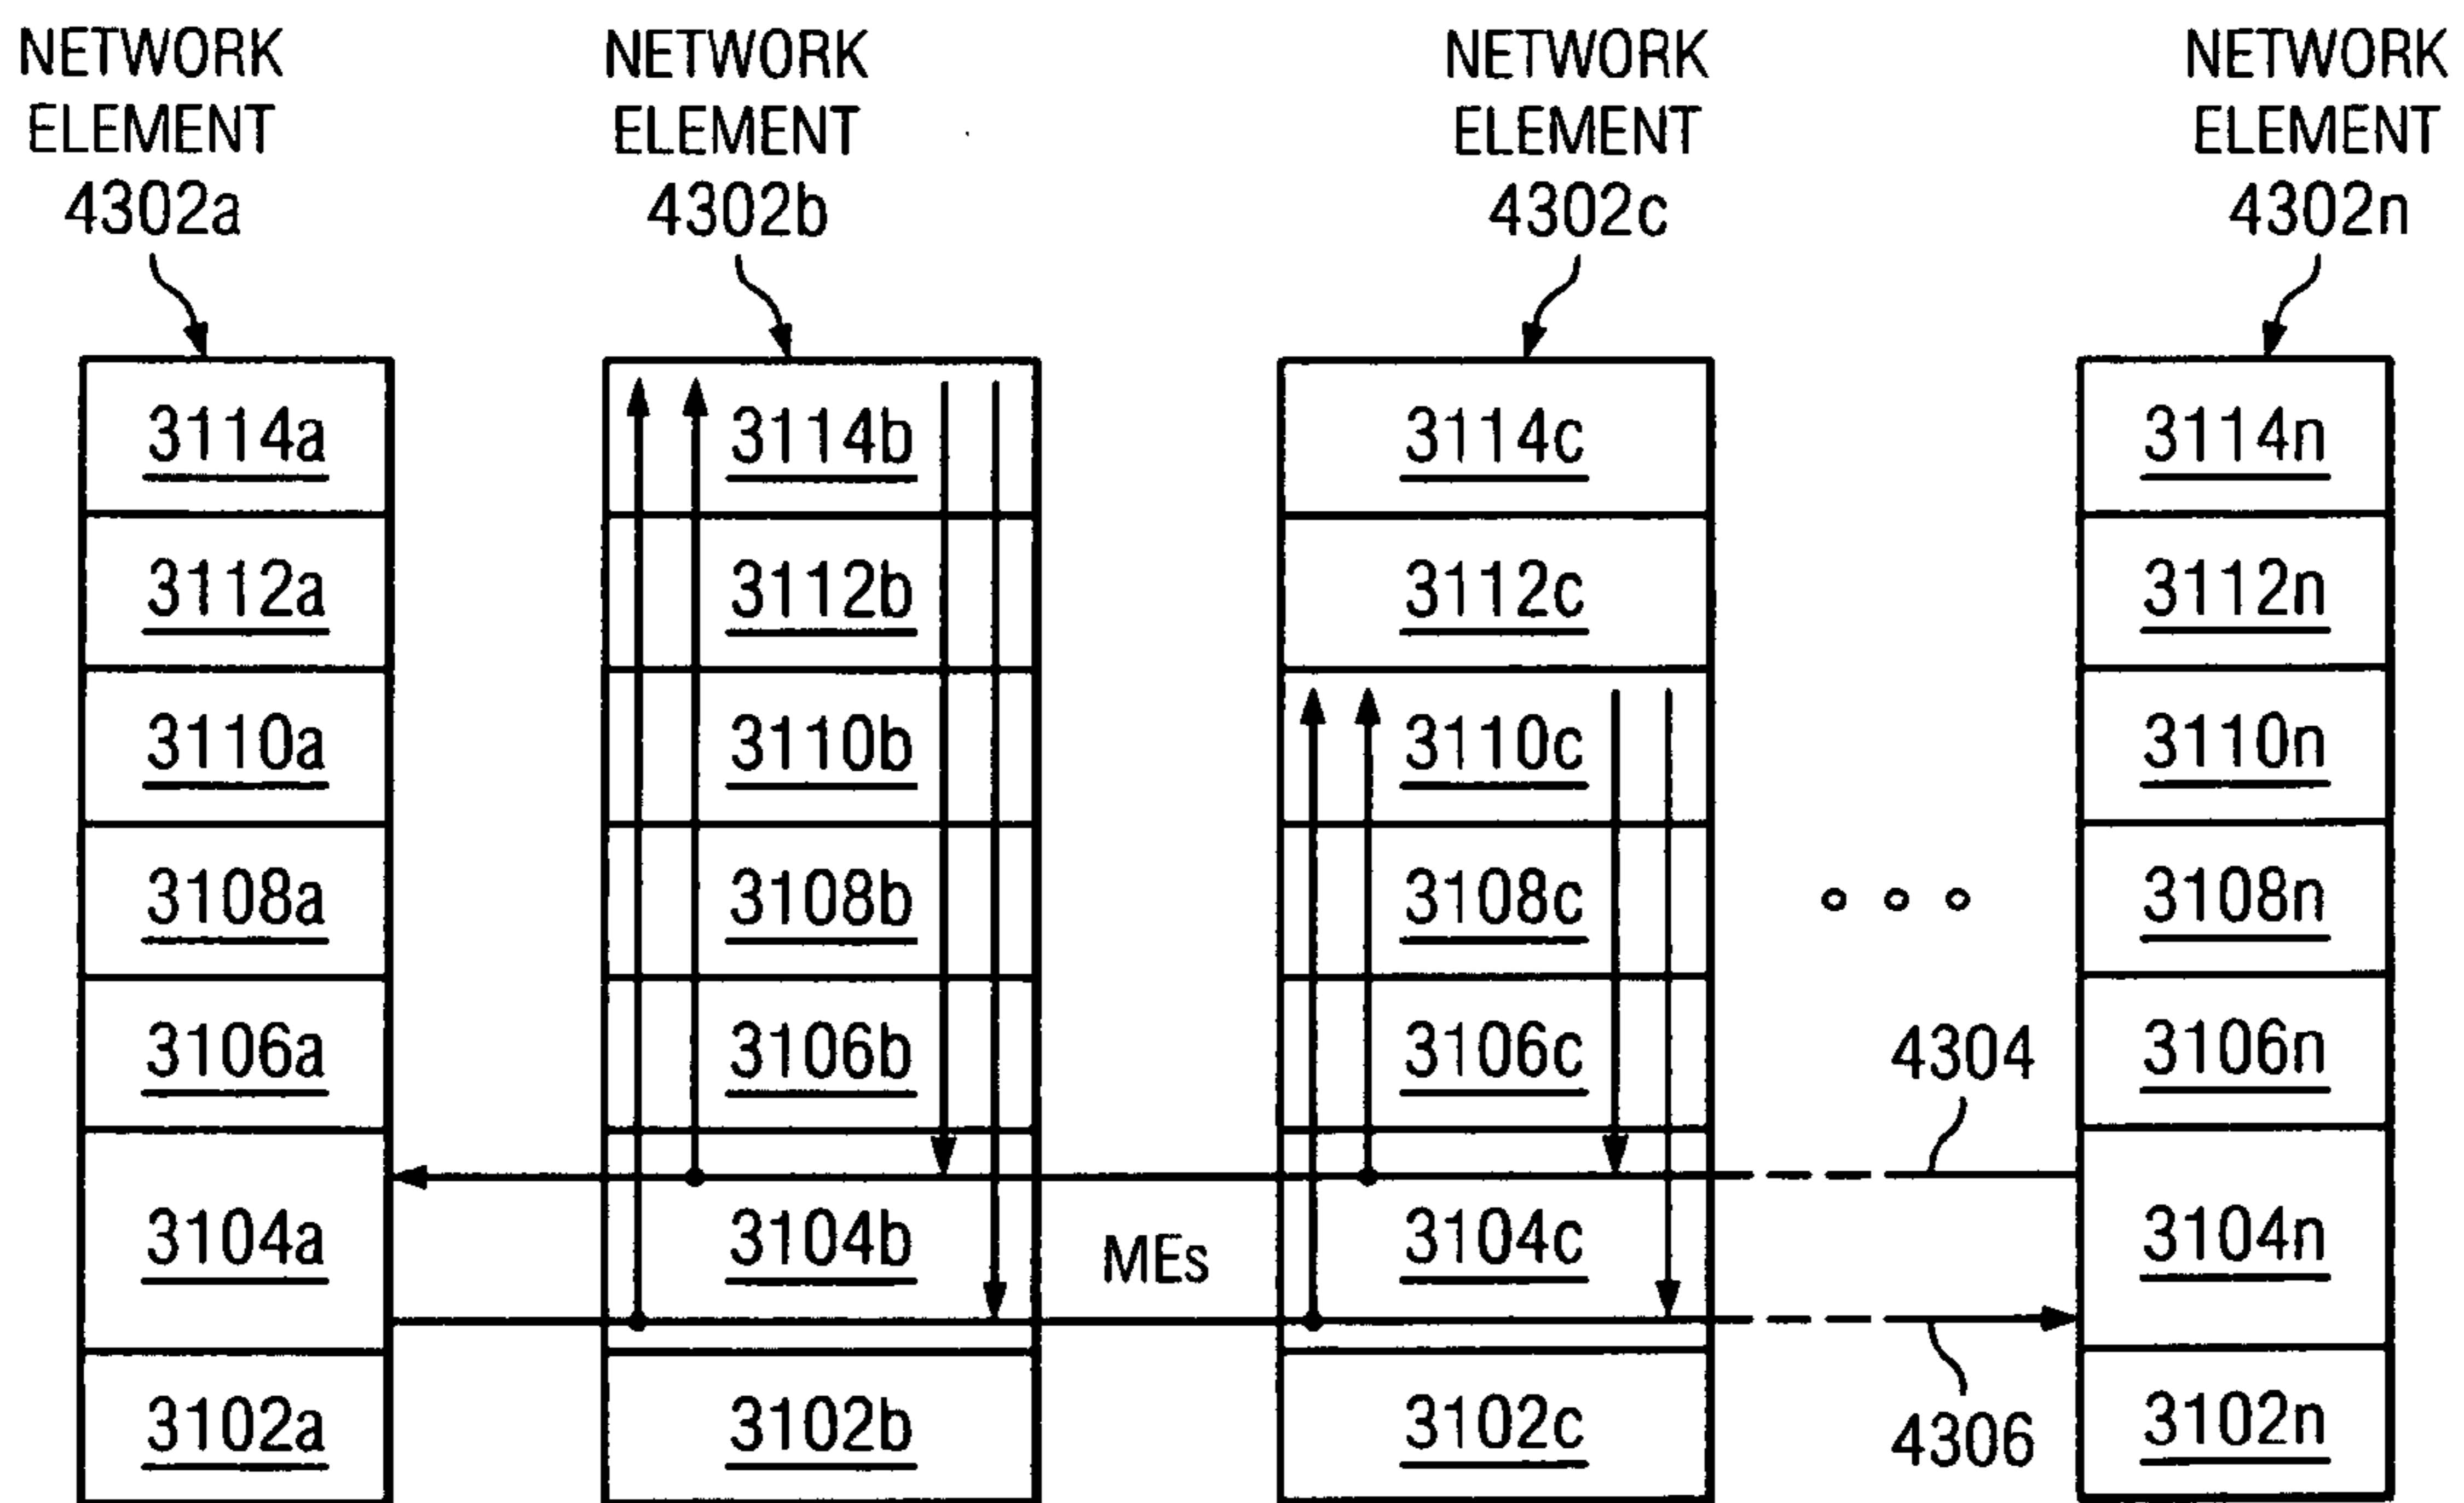 NETWORK
ELEMENT
4302a
NETWORK
ELEMENT
4302b
NETWORK
ELEMENT
4302c
NETWORK
ELEMENT
4302n
3114a
3114b
3114c
3114n
3112a
3112b
3112c
3112n
3110a
3110b
3110c
3110n
3108a
3108b
3108c
3108n
3106a
3106b
3106c
4304
3106n
3104a
3104b
MEs
3104c
3104n
3102a
3102b
3102c
4306
3102n